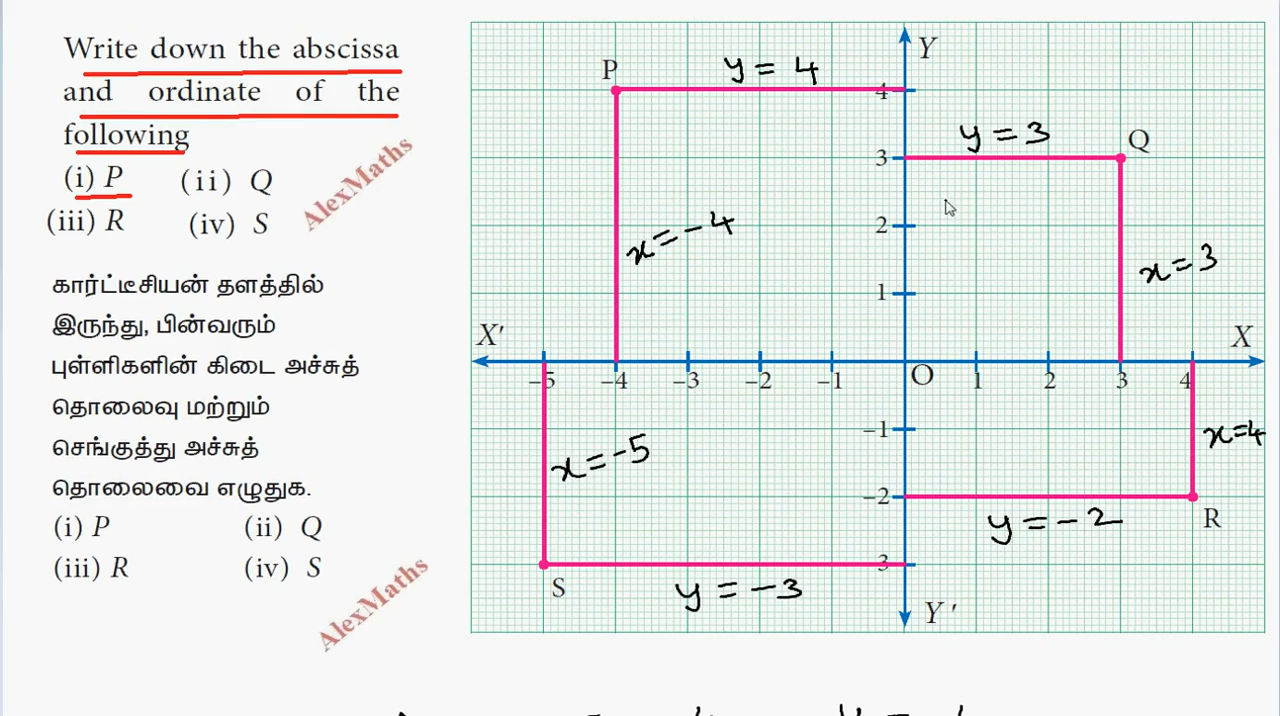 Write down the abscissa
and ordinate of the
following
(i) P (ii) Q
(iii) R (iv) S
AlexMaths
கார்ட்டீசியன் தளத்தில்
இருந்து, பின்வரும்
புள்ளிகளின் கிடை அச்சுத்
தொலைவு மற்றும்
செங்குத்து அச்சுத்
தொலைவை எழுதுக.
(i) P (ii) Q
(iii) R (iv) S
AlexMaths
Y
P y = 4
4
y = 3 Q
3
x = -4 2
x = 3
1
X' X
-5 -4 -3 -2 -1 O 1 2 3 4
-1 x = 4
x = -5
-2
y = -2 R
3
S y = -3
Y'